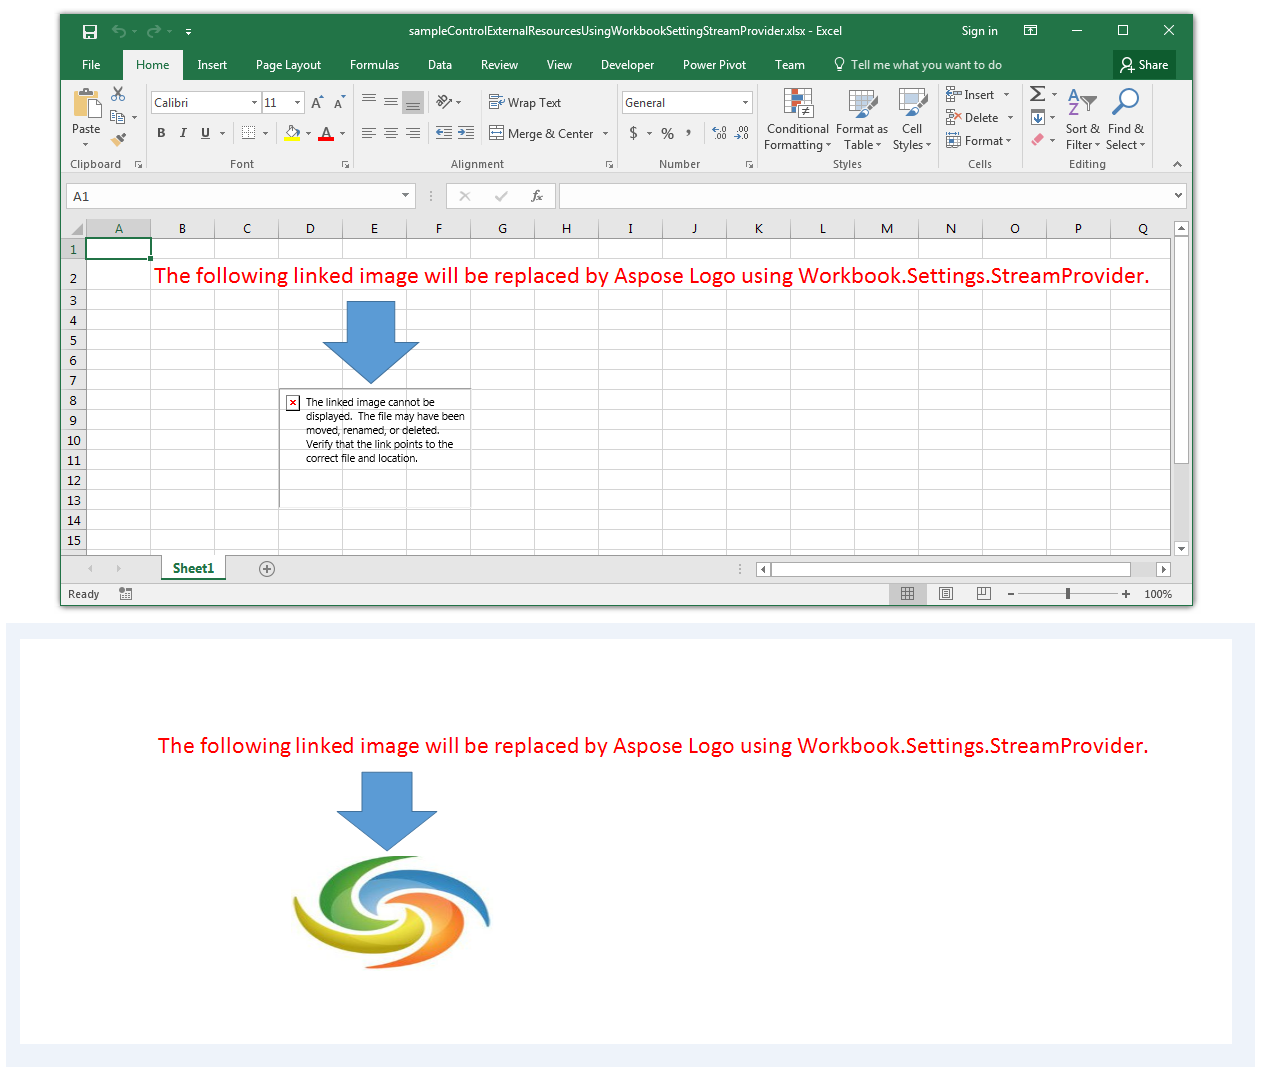 sampleControlExternalResourcesUsingWorkbookSettingStreamProvider.xlsx - Excel
Sign in
File Home Insert Page Layout Formulas Data Review View Developer Power Pivot Team Tell me what you want to do Share
Paste
Clipboard
Calibri 11
B I U
Font
Wrap Text
Merge & Center
Alignment
General
$ % ,
Number
Conditional Formatting
Format as Table
Cell Styles
Styles
Insert
Delete
Format
Cells
Sort & Filter
Find & Select
Editing
A1
fx
A B C D E F G H I J K L M N O P Q
1
2 The following linked image will be replaced by Aspose Logo using Workbook.Settings.StreamProvider.
3
4
5
6
7
8 The linked image cannot be
displayed. The file may have been
9
moved, renamed, or deleted.
10 Verify that the link points to the
11 correct file and location.
12
13
14
15
Sheet1
Ready
100%
The following linked image will be replaced by Aspose Logo using Workbook.Settings.StreamProvider.